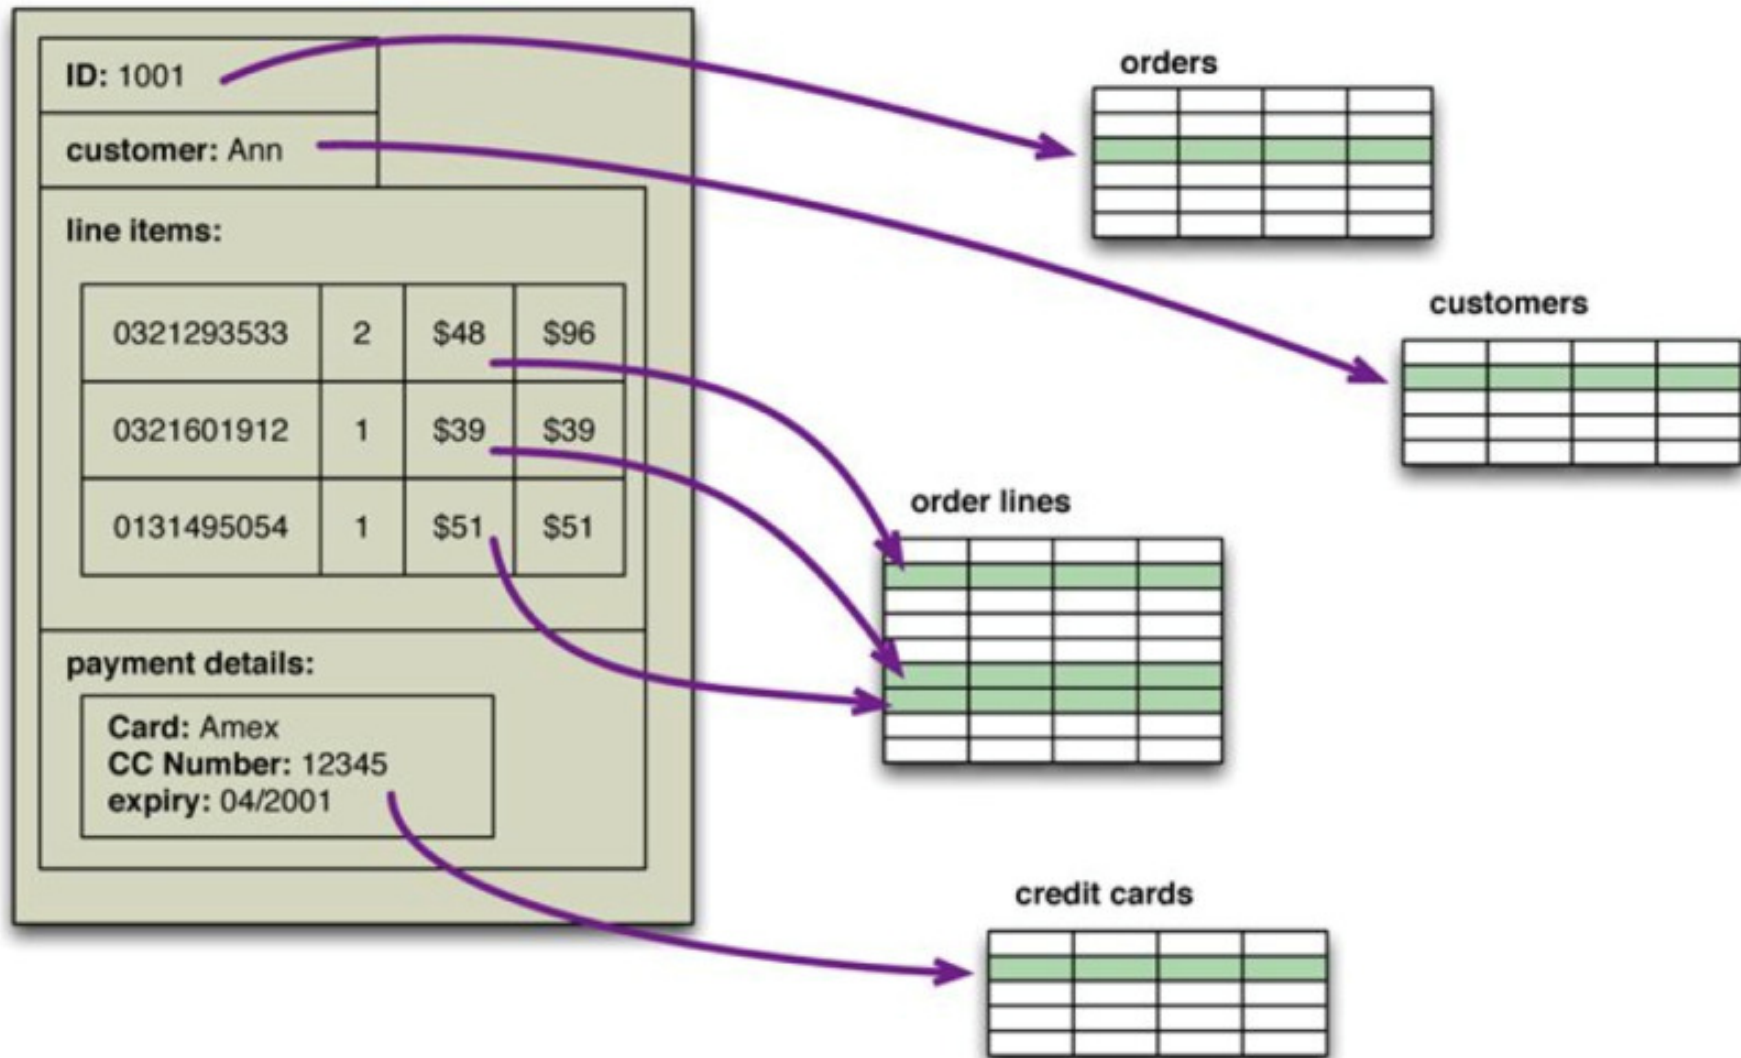 ID: 1001
customer: Ann
line items:
0321293533 2 $48 $96
0321601912 1 $39 $39
0131495054 1 $51 $51
payment details:
Card: Amex
CC Number: 12345
expiry: 04/2001
orders
customers
order lines
credit cards